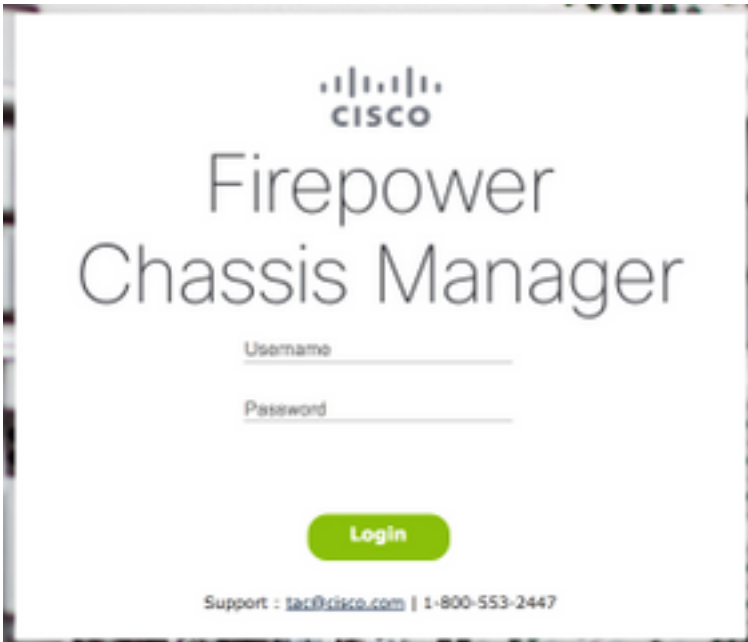 CISCO
Firepower
Chassis Manager
Username
Password
Login
Support : tac@cisco.com | 1-800-553-2447